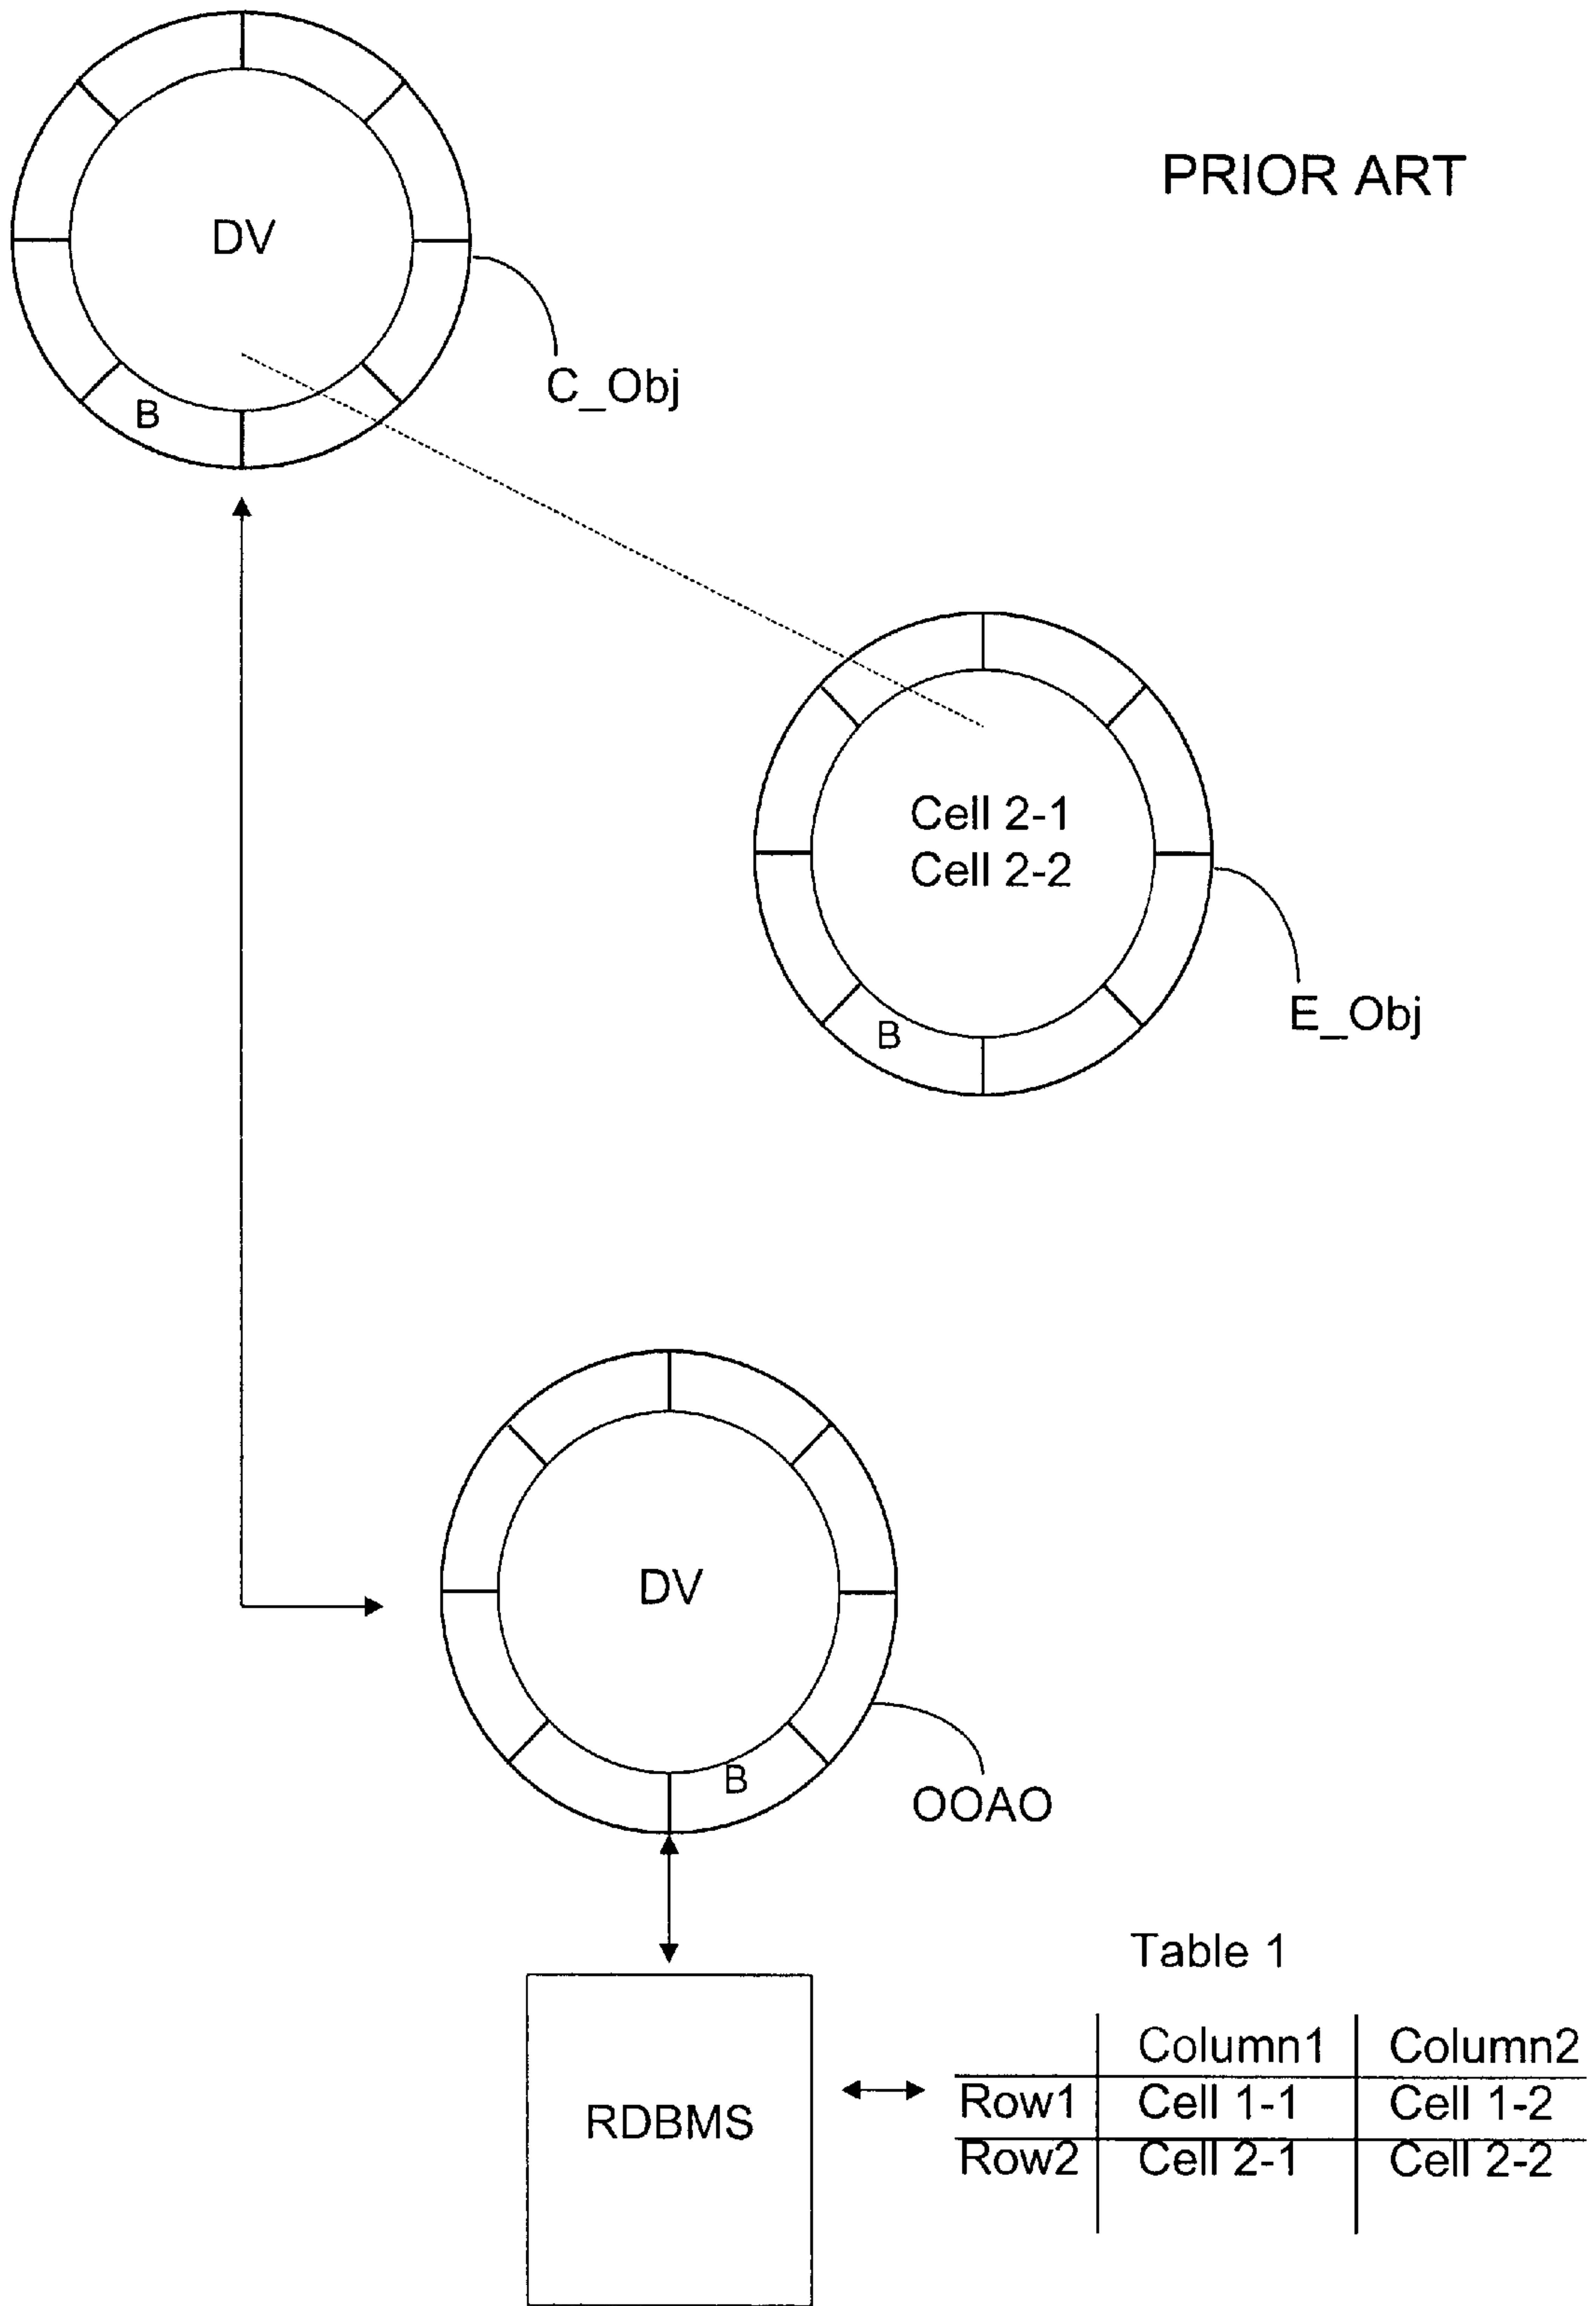 PRIOR ART
DV
C_Obj
B
Cell 2-1
Cell 2-2
E_Obj
B
DV
B
OOAO
Table 1
Column1 Column2
Row1 Cell 1-1 Cell 1-2
RDBMS
Row2 Cell 2-1 Cell 2-2